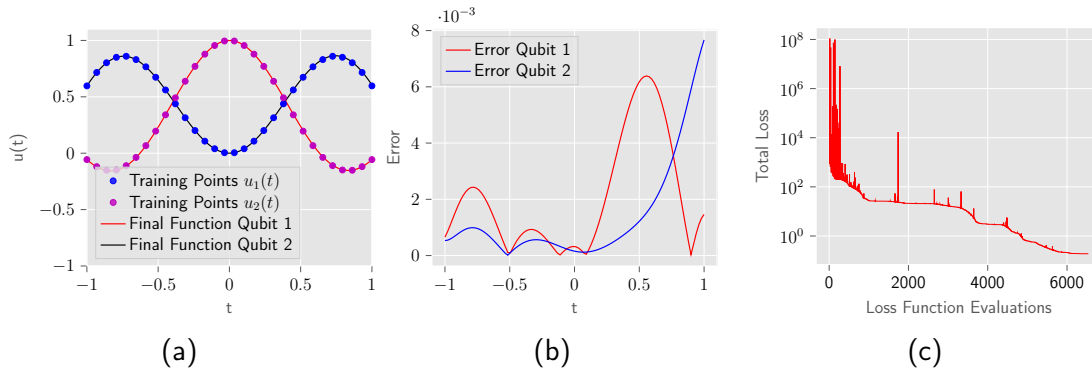 1
0.5
0
−0.5
−1
u(t)
−1
−0.5
0
0.5
1
t
Training Points u₁(t)
Training Points u₂(t)
Final Function Qubit 1
Final Function Qubit 2
(a)
·10⁻³
8
6
4
2
0
Error
−1
−0.5
0
0.5
1
t
Error Qubit 1
Error Qubit 2
(b)
10⁸
10⁶
10⁴
10²
10⁰
Total Loss
0
2000
4000
6000
Loss Function Evaluations
(c)